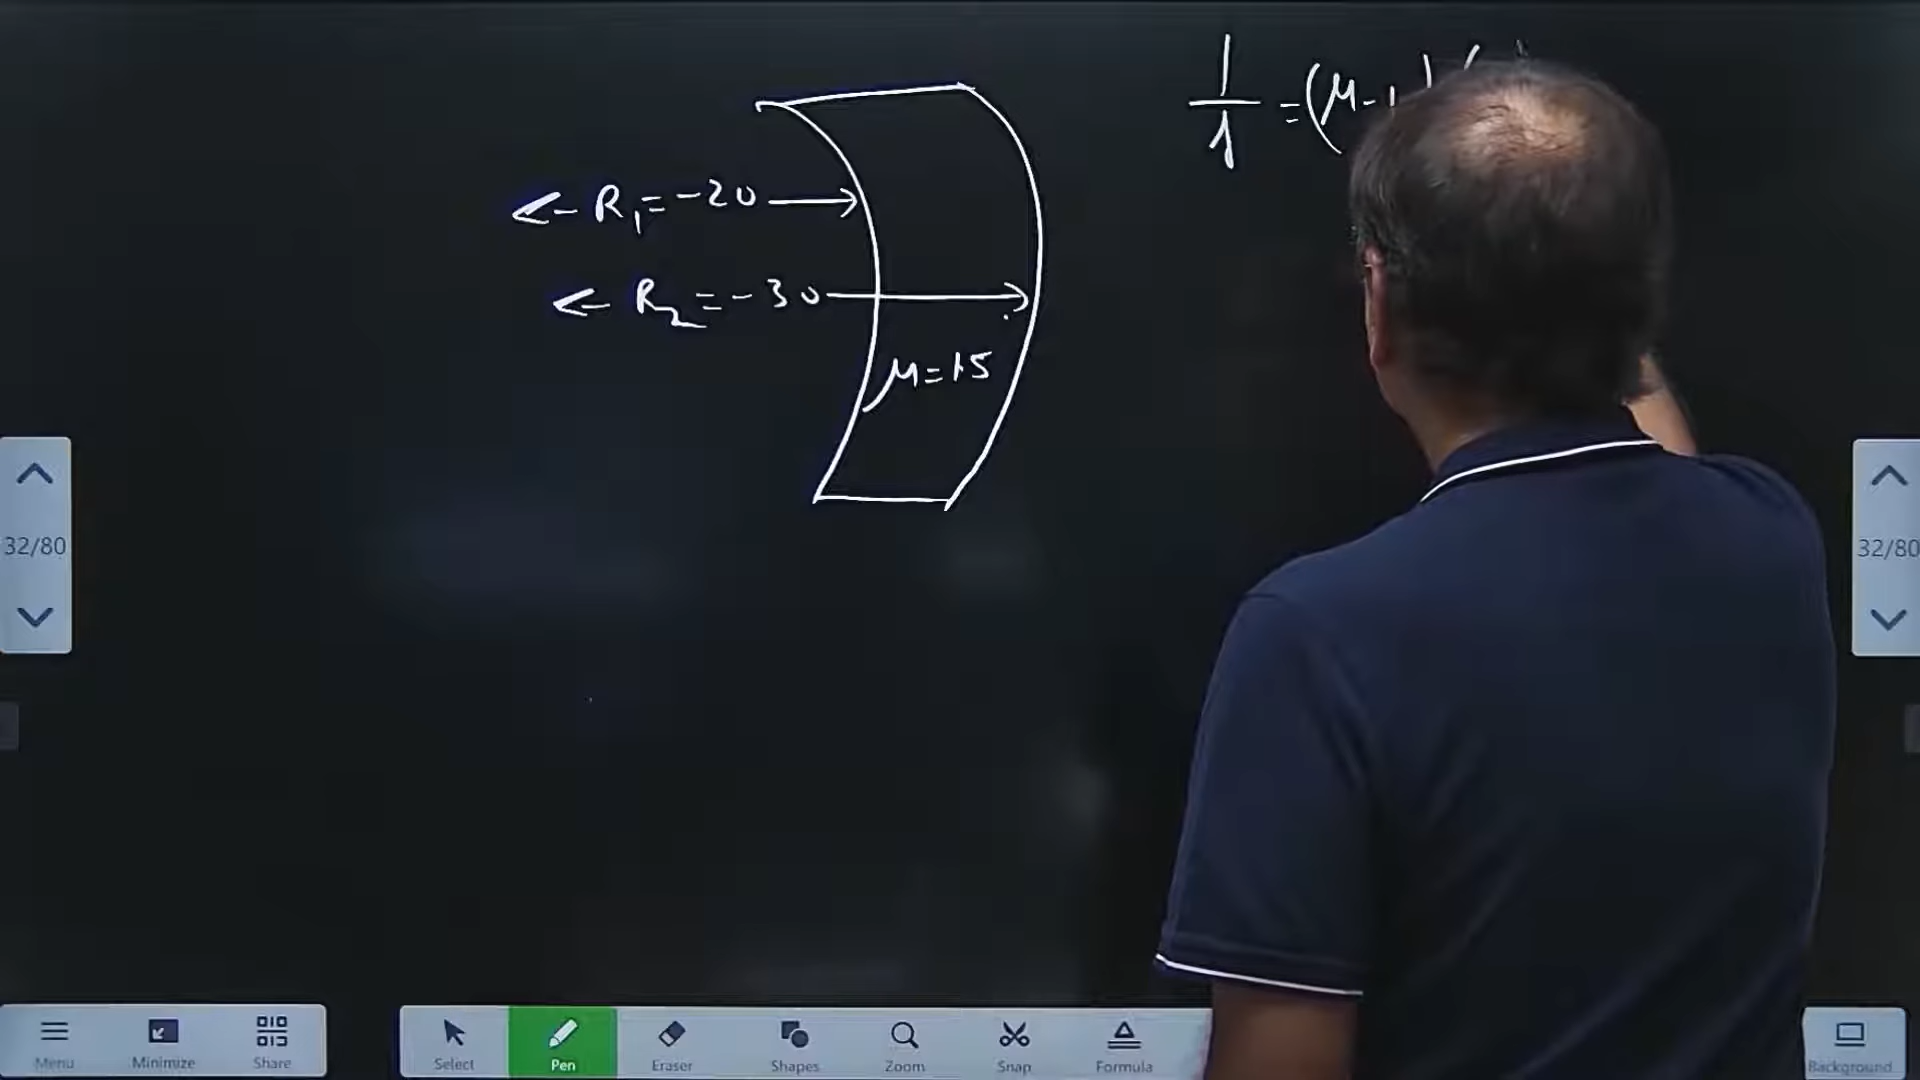 1/f = (μ-1) (
R₁ = -20
R₂ = -30
μ = 1.5
32/80
32/80
Menu Minimize Share Select Pen Eraser Shapes Zoom Snap Formula Background